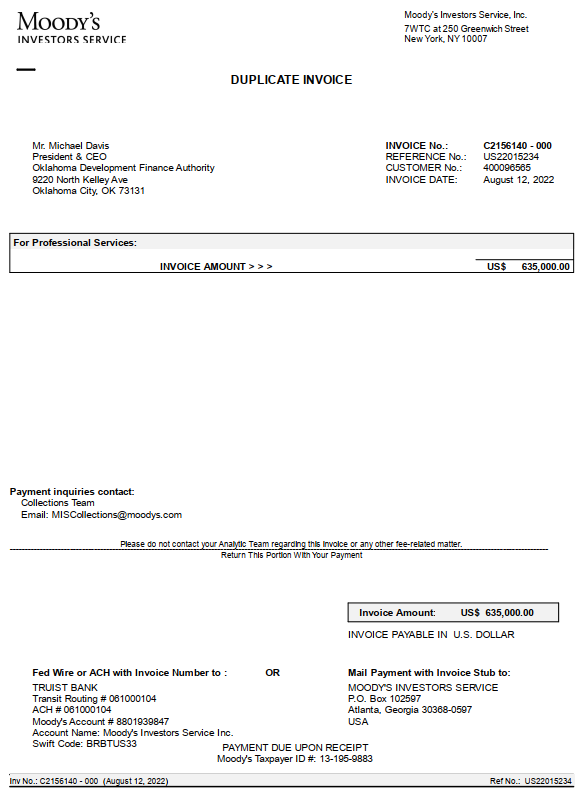 MOODY'S
INVESTORS SERVICE
Moody's Investors Service, Inc.
7WTC at 250 Greenwich Street
New York, NY 10007
DUPLICATE INVOICE
Mr. Michael Davis
President & CEO
Oklahoma Development Finance Authority
9220 North Kelley Ave
Oklahoma City, OK 73131
INVOICE No.: C2156140 - 000
REFERENCE No.: US22015234
CUSTOMER No.: 400096565
INVOICE DATE: August 12, 2022
For Professional Services:
INVOICE AMOUNT > > > US$ 635,000.00
Payment inquiries contact:
Collections Team
Email: MISCollections@moodys.com
Please do not contact your Analytic Team regarding this Invoice or any other fee-related matter.
Return This Portion With Your Payment
Invoice Amount: US$ 635,000.00
INVOICE PAYABLE IN U.S. DOLLAR
Fed Wire or ACH with Invoice Number to :
TRUIST BANK
Transit Routing # 061000104
ACH # 061000104
Moody's Account # 8801939847
Account Name: Moody's Investors Service Inc.
Swift Code: BRBTUS33
OR
Mail Payment with Invoice Stub to:
MOODY'S INVESTORS SERVICE
P.O. Box 102597
Atlanta, Georgia 30368-0597
USA
PAYMENT DUE UPON RECEIPT
Moody's Taxpayer ID #: 13-195-9883
Inv No.: C2156140 - 000 (August 12, 2022) Ref No.: US22015234